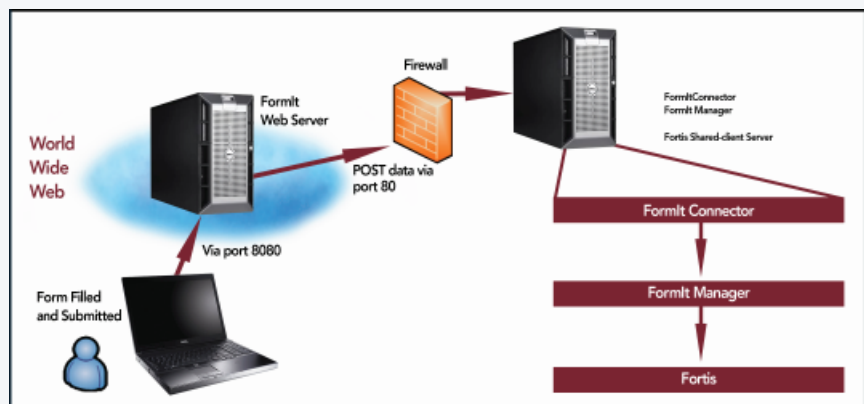 Firewall
FormIt
Web Server
FormItConnector
FormIt Manager
Fortis Shared-client Server
World
Wide
Web
POST data via
port 80
FormIt Connector
Via port 8080
Form Filled
and Submitted
FormIt Manager
Fortis